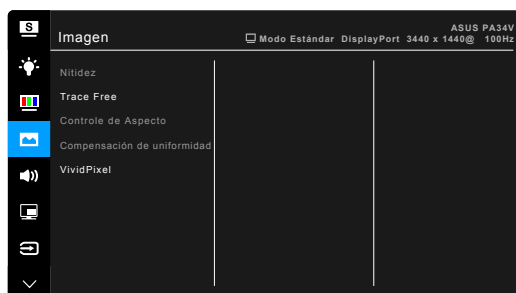 S
Imagen
ASUS PA34V
Modo Estándar DisplayPort 3440 x 1440@ 100Hz
Nitidez
Trace Free
Controle de Aspecto
Compensación de uniformidad
VividPixel